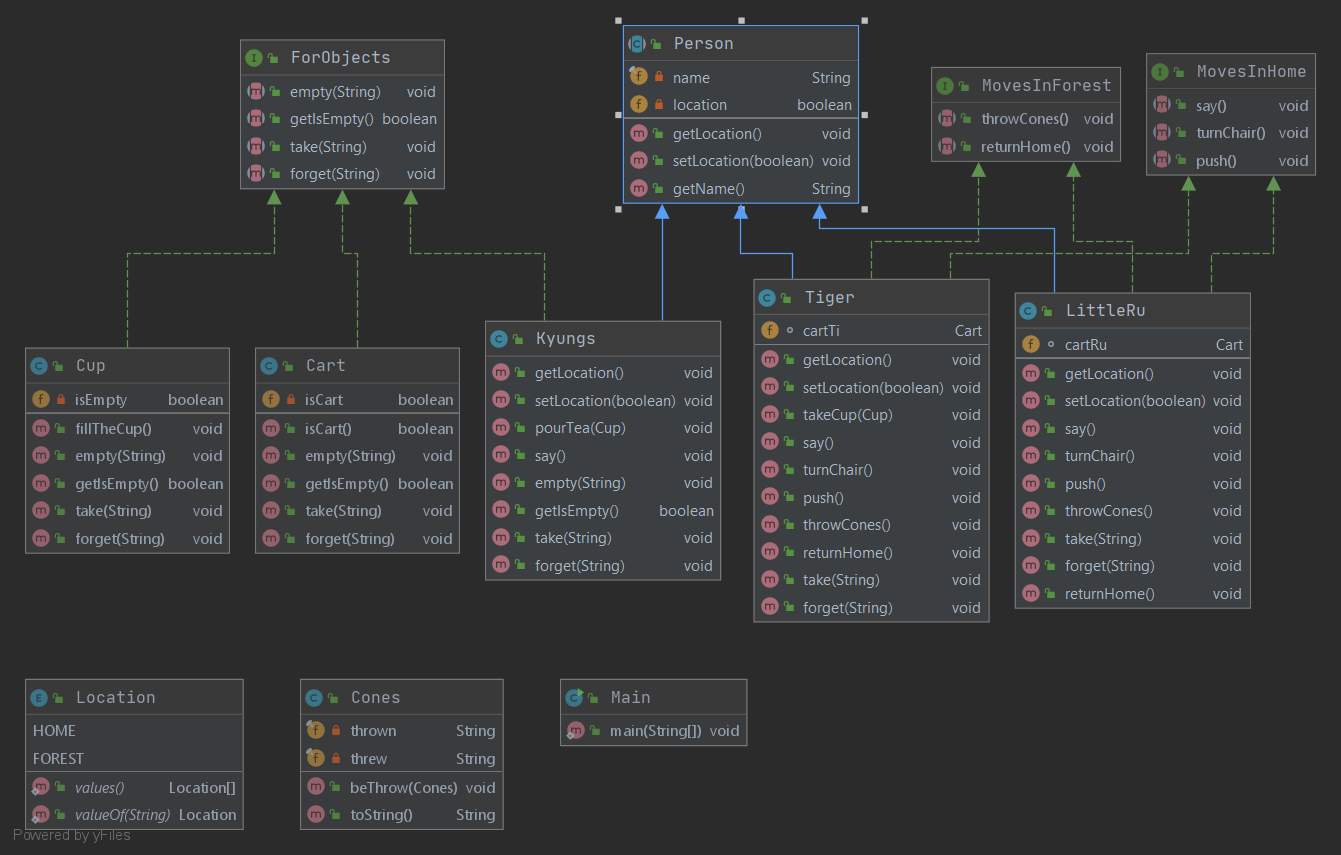 ForObjects
empty(String) void
getIsEmpty() boolean
take(String) void
forget(String) void
Person
name String
location boolean
getLocation() void
setLocation(boolean) void
getName() String
MovesInForest
throwCones() void
returnHome() void
MovesInHome
say() void
turnChair() void
push() void
Cup
isEmpty boolean
fillTheCup() void
empty(String) void
getIsEmpty() boolean
take(String) void
forget(String) void
Cart
isCart boolean
isCart() boolean
empty(String) void
getIsEmpty() boolean
take(String) void
forget(String) void
Kyungs
getLocation() void
setLocation(boolean) void
pourTea(Cup) void
say() void
empty(String) void
getIsEmpty() boolean
take(String) void
forget(String) void
Tiger
cartTi Cart
getLocation() void
setLocation(boolean) void
takeCup(Cup) void
say() void
turnChair() void
push() void
throwCones() void
returnHome() void
take(String) void
forget(String) void
LittleRu
cartRu Cart
getLocation() void
setLocation(boolean) void
say() void
turnChair() void
push() void
throwCones() void
take(String) void
forget(String) void
returnHome() void
Location
HOME
FOREST
values() Location[]
valueOf(String) Location
Cones
thrown String
threw String
beThrow(Cones) void
toString() String
Main
main(String[]) void
Powered by yFiles